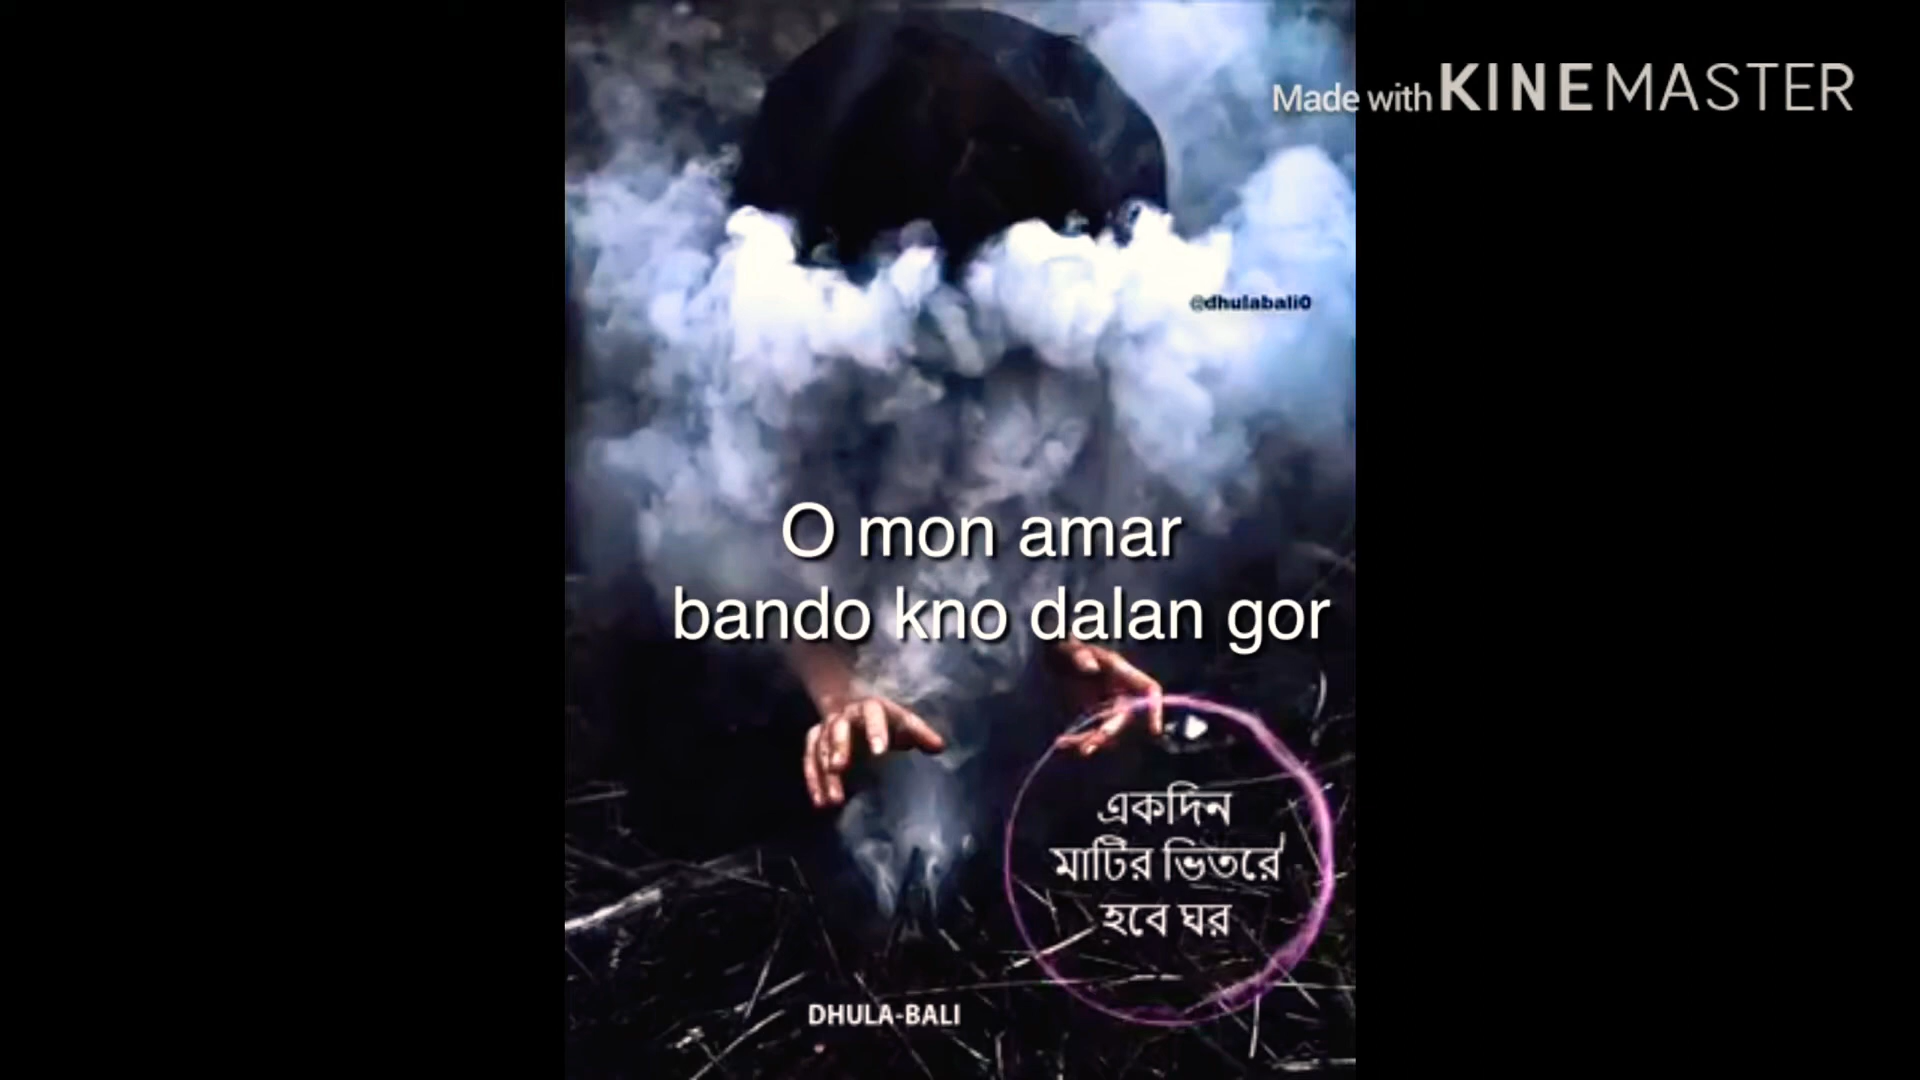 Made with KINEMASTER
@dhulabali0
O mon amar
bando kno dalan gor
একদিন
মাটির ভিতরে
হবে ঘর
DHULA-BALI